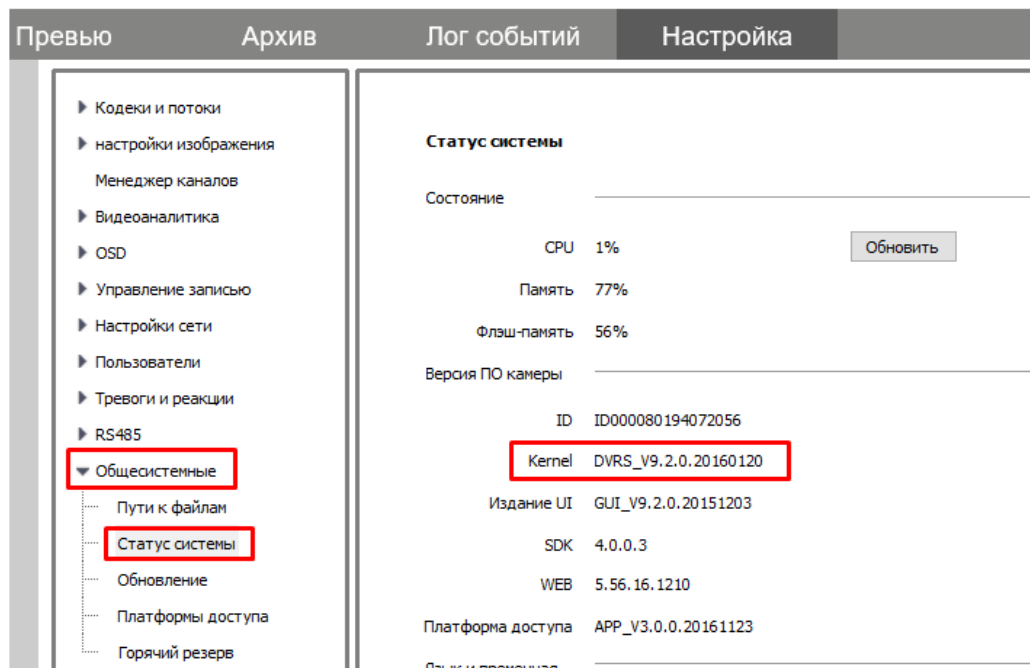 Превью Архив Лог событий Настройка
Кодеки и потоки
настройки изображения
Менеджер каналов
Видеоаналитика
OSD
Управление записью
Настройки сети
Пользователи
Тревоги и реакции
RS485
Общесистемные
Пути к файлам
Статус системы
Обновление
Платформы доступа
Горячий резерв
Статус системы
Состояние
CPU 1% Обновить
Память 77%
Флэш-память 56%
Версия ПО камеры
ID ID000080194072056
Kernel DVRS_V9.2.0.20160120
Издание UI GUI_V9.2.0.20151203
SDK 4.0.0.3
WEB 5.56.16.1210
Платформа доступа APP_V3.0.0.20161123
Язык и временная